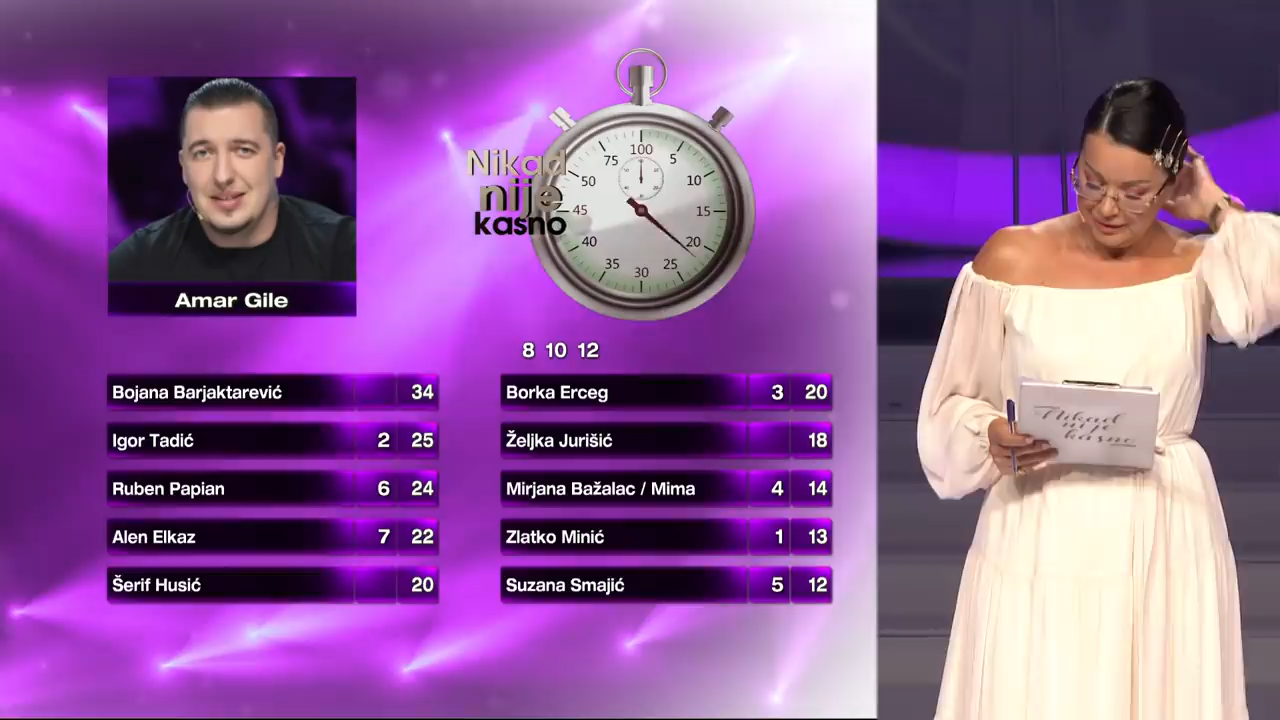 Nikad
nije
kasno
100
5
10
15
20
25
30
35
40
45
50
75
Amar Gile
8 10 12
Bojana Barjaktarević 34
Igor Tadić 2 25
Ruben Papian 6 24
Alen Elkaz 7 22
Šerif Husić 20
Borka Erceg 3 20
Željka Jurišić 18
Mirjana Bažalac / Mima 4 14
Zlatko Minić 1 13
Suzana Smajić 5 12
Nikad
nije
kasno